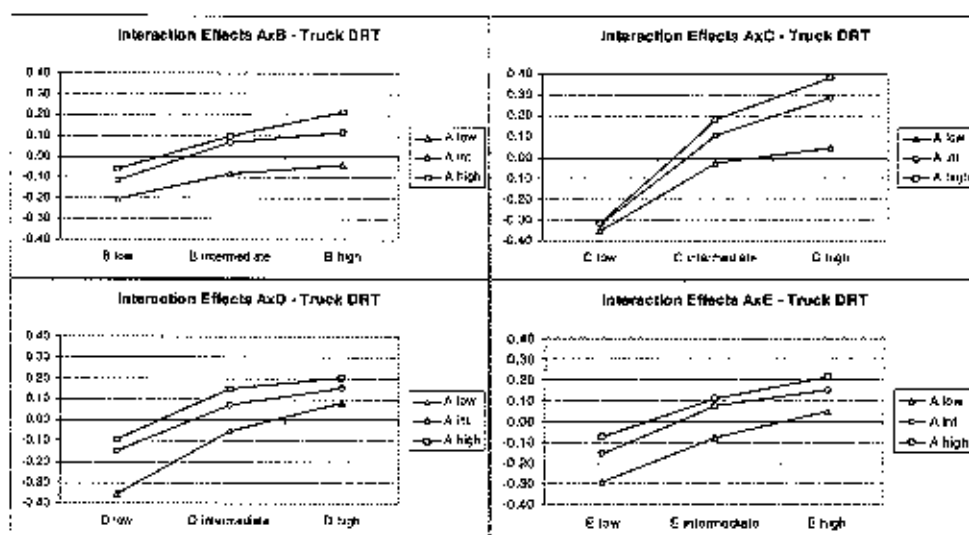 Interaction Effects AxB - Truck DRT
0.40
0.30
0.20
0.10
0.00
-0.10
-0.20
-0.30
-0.40
B low B intermediate B high
A low
A int
A high
Interaction Effects AxC - Truck DRT
0.40
0.30
0.20
0.10
0.00
-0.10
-0.20
-0.30
-0.40
C low C intermediate C high
A low
A int
A high
Interaction Effects AxD - Truck DRT
0.40
0.30
0.20
0.10
0.00
-0.10
-0.20
-0.30
-0.40
D low D intermediate D high
A low
A int
A high
Interaction Effects AxE - Truck DRT
0.40
0.30
0.20
0.10
0.00
-0.10
-0.20
-0.30
-0.40
E low E intermediate E high
A low
A int
A high